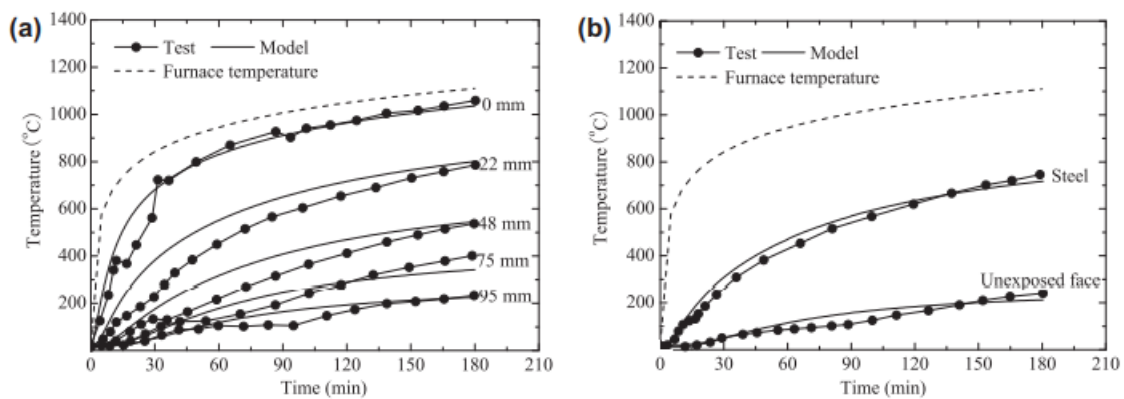 (a)
1400
1200
1000
800
600
400
200
0 30 60 90 120 150 180 210
Temperature (°C)
Time (min)
Test Model
Furnace temperature
0 mm
22 mm
48 mm
75 mm
95 mm
(b)
1400
1200
1000
800
600
400
200
0 30 60 90 120 150 180 210
Temperature (°C)
Time (min)
Test Model
Furnace temperature
Steel
Unexposed face